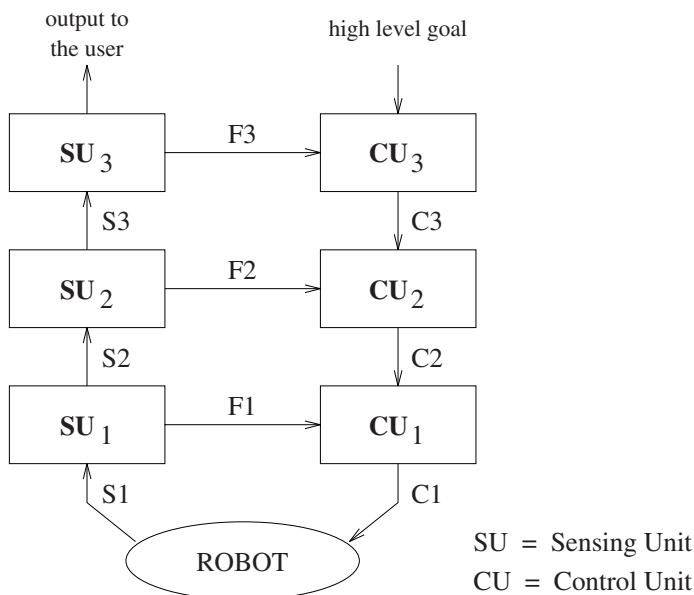 output to
the user
high level goal
SU3
F3
CU3
S3
C3
SU2
F2
CU2
S2
C2
SU1
F1
CU1
S1
C1
ROBOT
SU = Sensing Unit
CU = Control Unit